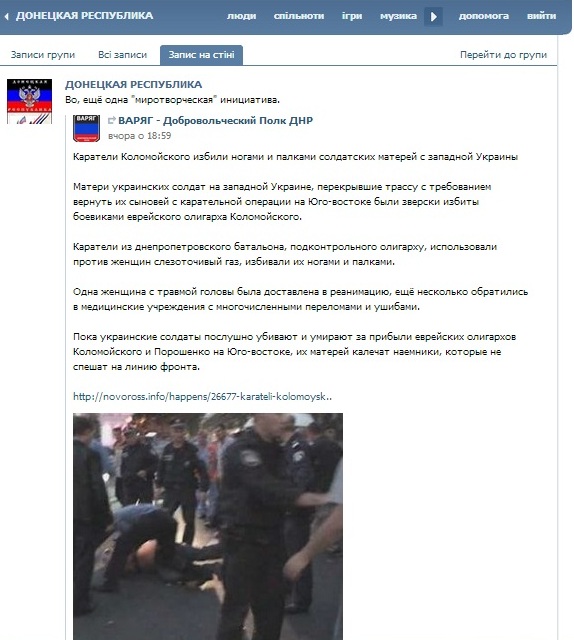 ДОНЕЦКАЯ РЕСПУБЛИКА люди спільноти ігри музика допомога вийти
Записи групи Всі записи Запис на стіні Перейти до групи
ДОНЕЦКАЯ РЕСПУБЛИКА
Во, ещё одна "миротворческая" инициатива.
ВАРЯГ
ВАРЯГ - Добровольческий Полк ДНР
вчора о 18:59
Каратели Коломойского избили ногами и палками солдатских матерей с западной Украины
Матери украинских солдат на западной Украине, перекрывшие трассу с требованием
вернуть их сыновей с карательной операции на Юго-востоке были зверски избиты
боевиками еврейского олигарха Коломойского.
Каратели из днепропетровского батальона, подконтрольного олигарху, использовали
против женщин слезоточивый газ, избивали их ногами и палками.
Одна женщина с травмой головы была доставлена в реанимацию, ещё несколько обратились
в медицинские учреждения с многочисленными переломами и ушибами.
Пока украинские солдаты послушно убивают и умирают за прибыли еврейских олигархов
Коломойского и Порошенко на Юго-востоке, их матерей калечат наемники, которые не
спешат на линию фронта.
http://novoross.info/happens/26677-karateli-kolomoysk..